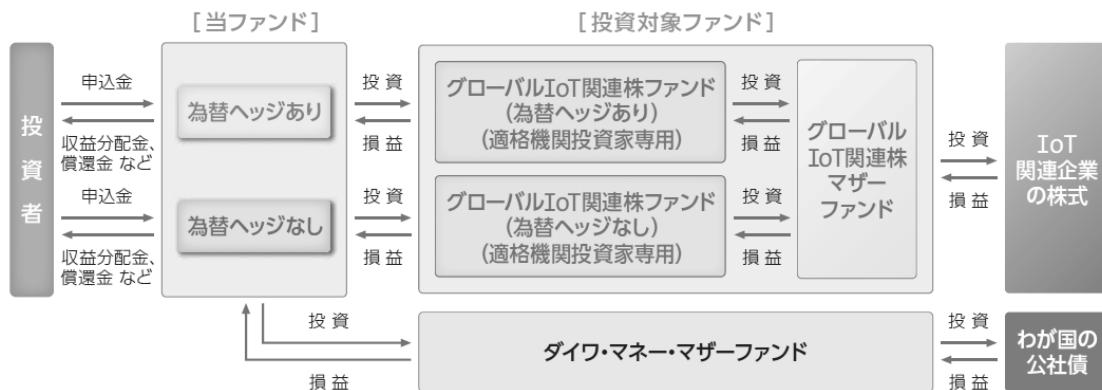 [当ファンド]
[投資対象ファンド]
投資者
申込金
収益分配金、
償還金 など
申込金
収益分配金、
償還金 など
為替ヘッジあり
為替ヘッジなし
投 資
損 益
投 資
損 益
グローバルIoT関連株ファンド
(為替ヘッジあり)
(適格機関投資家専用)
グローバルIoT関連株ファンド
(為替ヘッジなし)
(適格機関投資家専用)
投 資
損 益
投 資
損 益
グローバル
IoT関連株
マザー
ファンド
投 資
損 益
IoT
関連企業
の株式
投 資
損 益
ダイワ・マネー・マザーファンド
投 資
損 益
わが国の
公社債